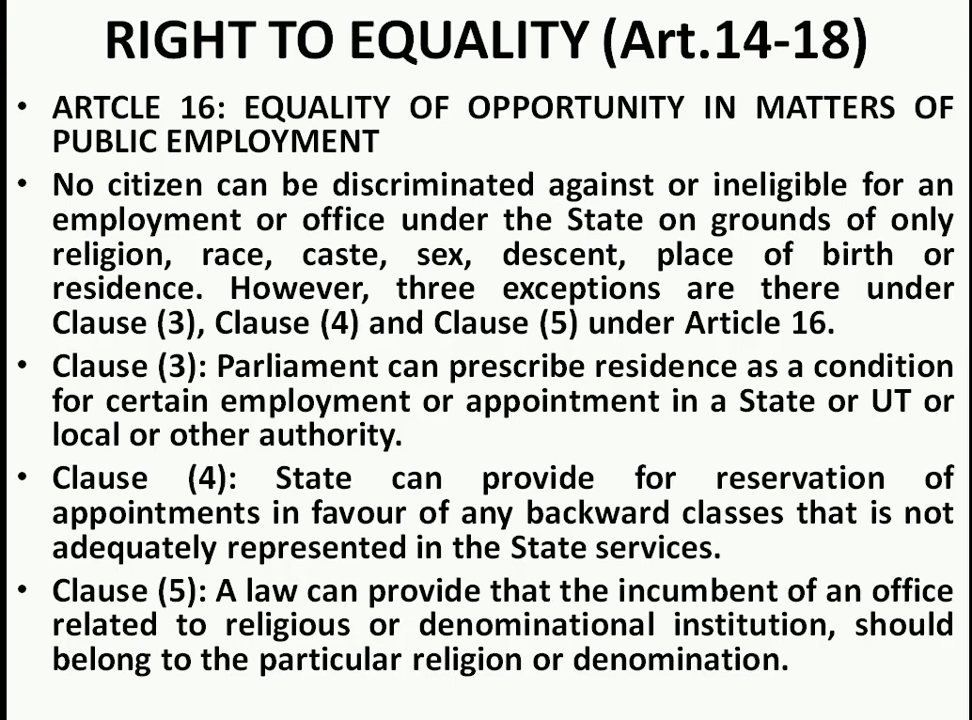 RIGHT TO EQUALITY (Art.14-18)
• ARTCLE 16: EQUALITY OF OPPORTUNITY IN MATTERS OF
PUBLIC EMPLOYMENT
• No citizen can be discriminated against or ineligible for an
employment or office under the State on grounds of only
religion, race, caste, sex, descent, place of birth or
residence. However, three exceptions are there under
Clause (3), Clause (4) and Clause (5) under Article 16.
• Clause (3): Parliament can prescribe residence as a condition
for certain employment or appointment in a State or UT or
local or other authority.
• Clause (4): State can provide for reservation of
appointments in favour of any backward classes that is not
adequately represented in the State services.
• Clause (5): A law can provide that the incumbent of an office
related to religious or denominational institution, should
belong to the particular religion or denomination.